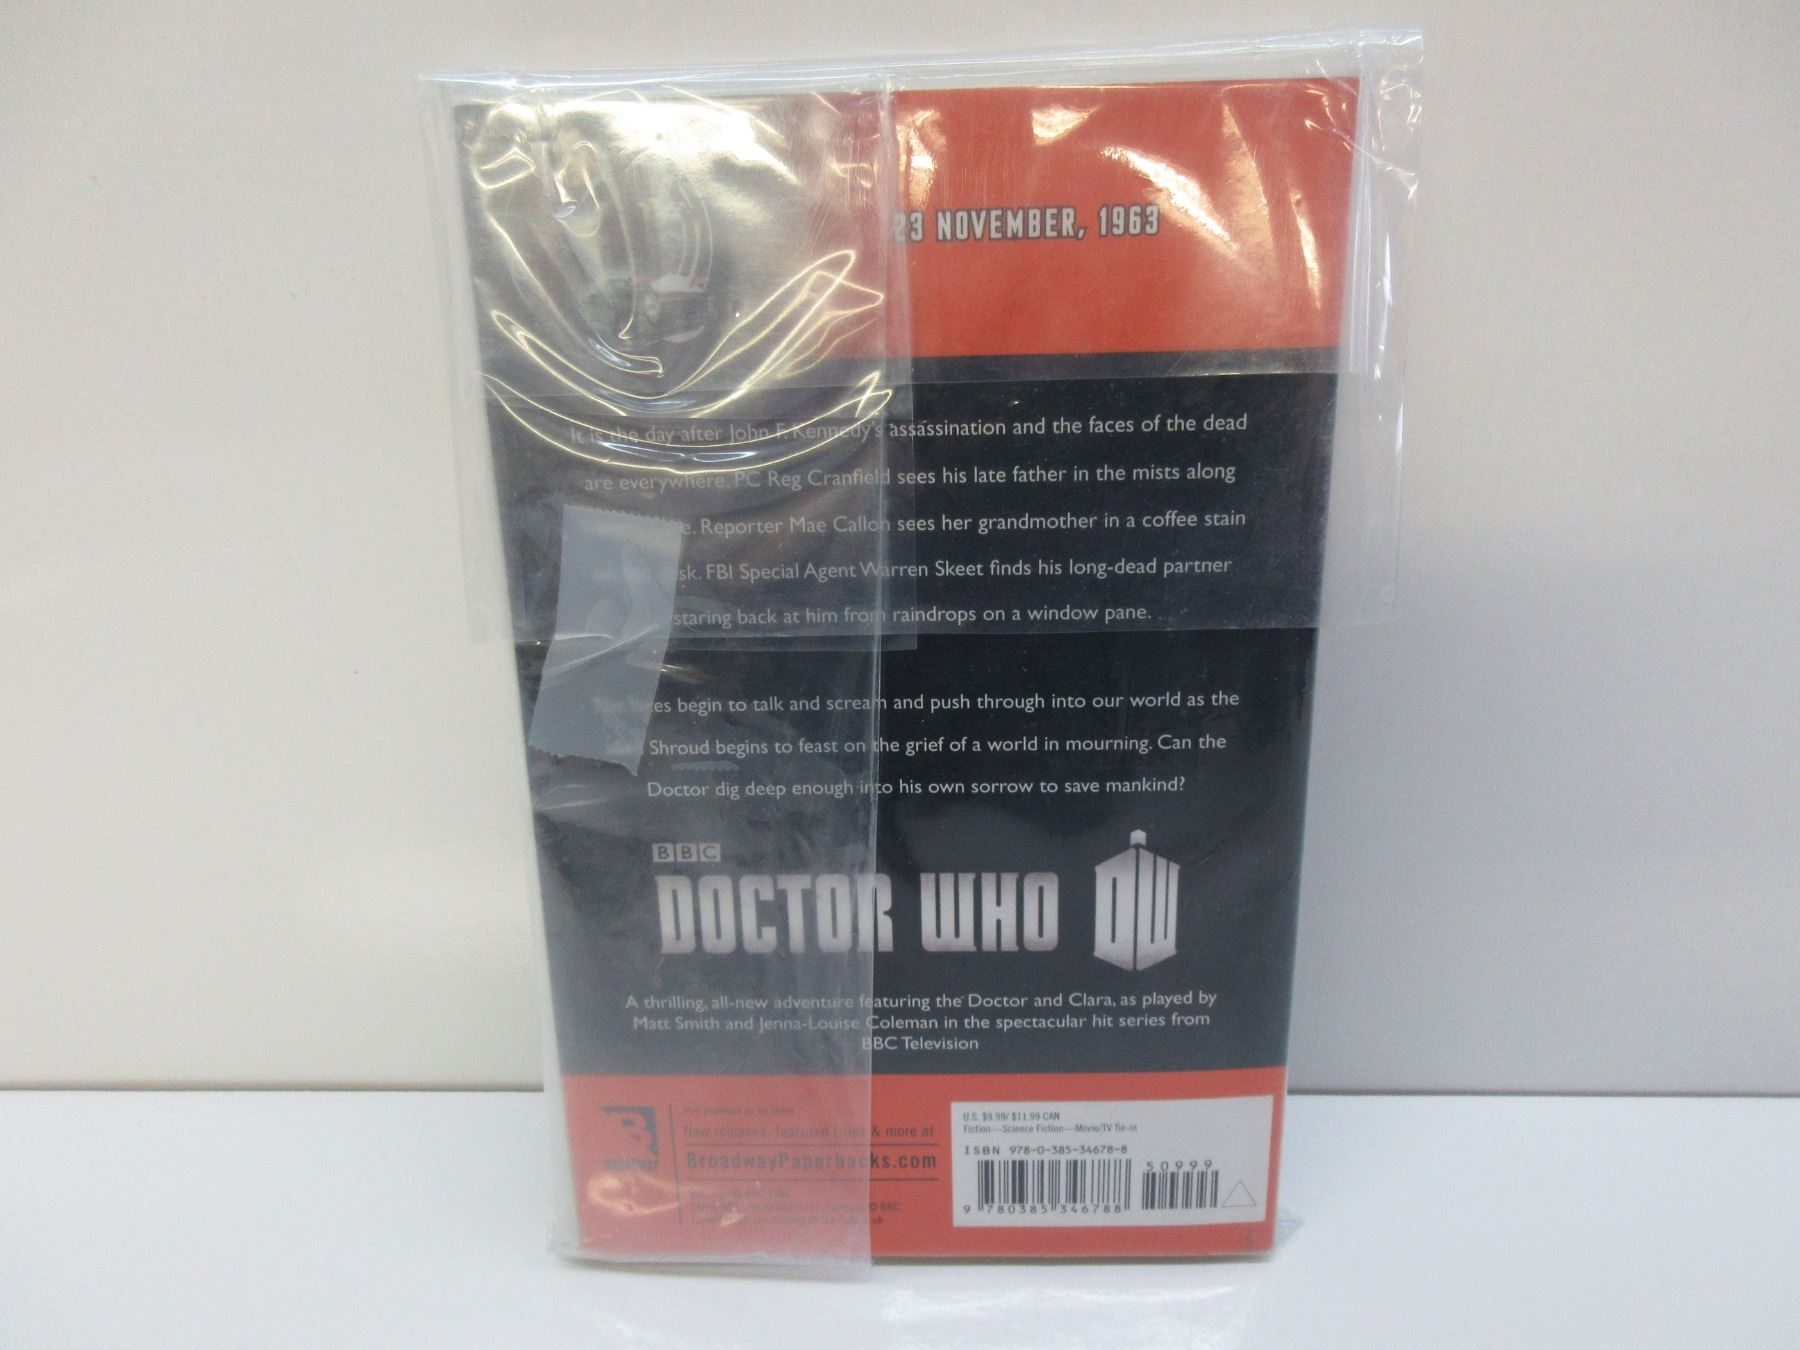 23 NOVEMBER, 1963
It is the day after John F. Kennedy's assassination and the faces of the dead
are everywhere. PC Reg Cranfield sees his late father in the mists along
Reporter Mae Callon sees her grandmother in a coffee stain
FBI Special Agent Warren Skeet finds his long-dead partner
staring back at him from raindrops on a window pane.
begin to talk and scream and push through into our world as the
Shroud begins to feast on the grief of a world in mourning. Can the
Doctor dig deep enough into his own sorrow to save mankind?
BBC
DOCTOR WHO DW
A thrilling, all-new adventure featuring the Doctor and Clara, as played by
Matt Smith and Jenna-Louise Coleman in the spectacular hit series from
BBC Television
Also available as an ebook
New releases, featured titles & more at
BroadwayPaperbacks.com
BROADWAY
U.S. $9.99/ $11.99 CAN
Fiction—Science Fiction—Movie/TV Tie-in
ISBN 978-0-385-34678-8
50999
9 780385 346788